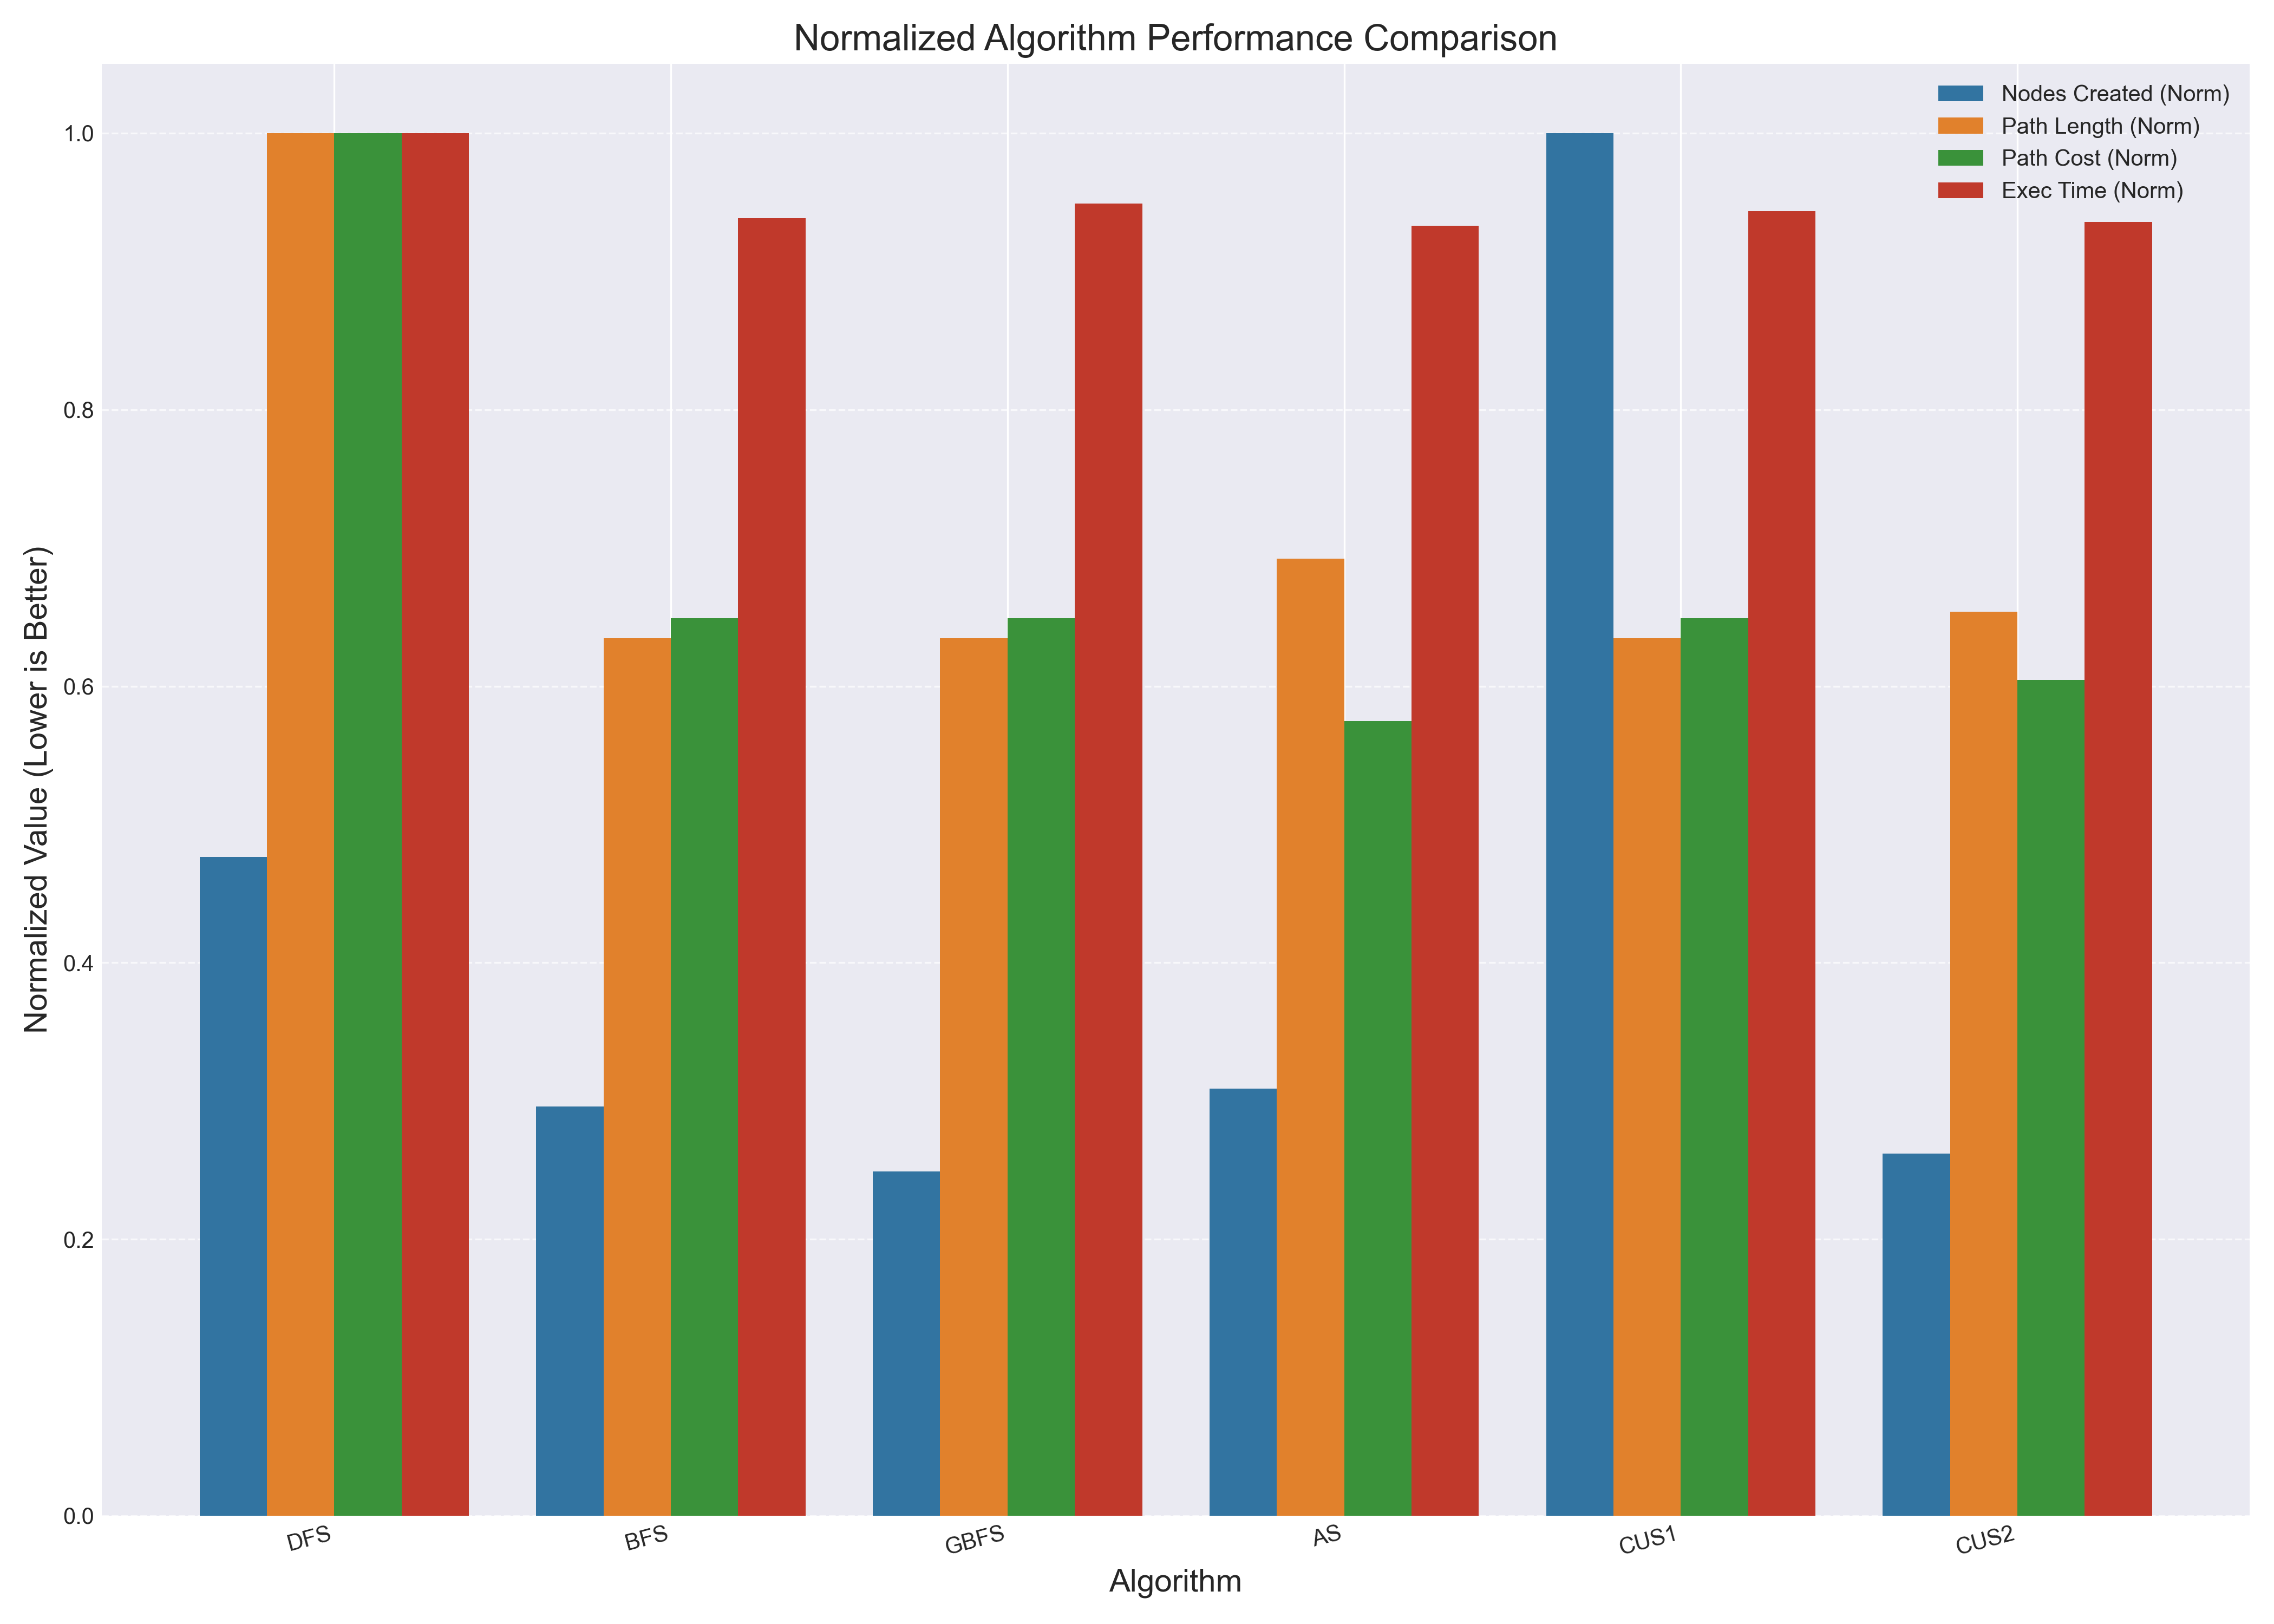 Normalized Algorithm Performance Comparison
Nodes Created (Norm)
Path Length (Norm)
Path Cost (Norm)
Exec Time (Norm)
Normalized Value (Lower is Better)
1.0
0.8
0.6
0.4
0.2
0.0
DFS
BFS
GBFS
AS
CUS1
CUS2
Algorithm